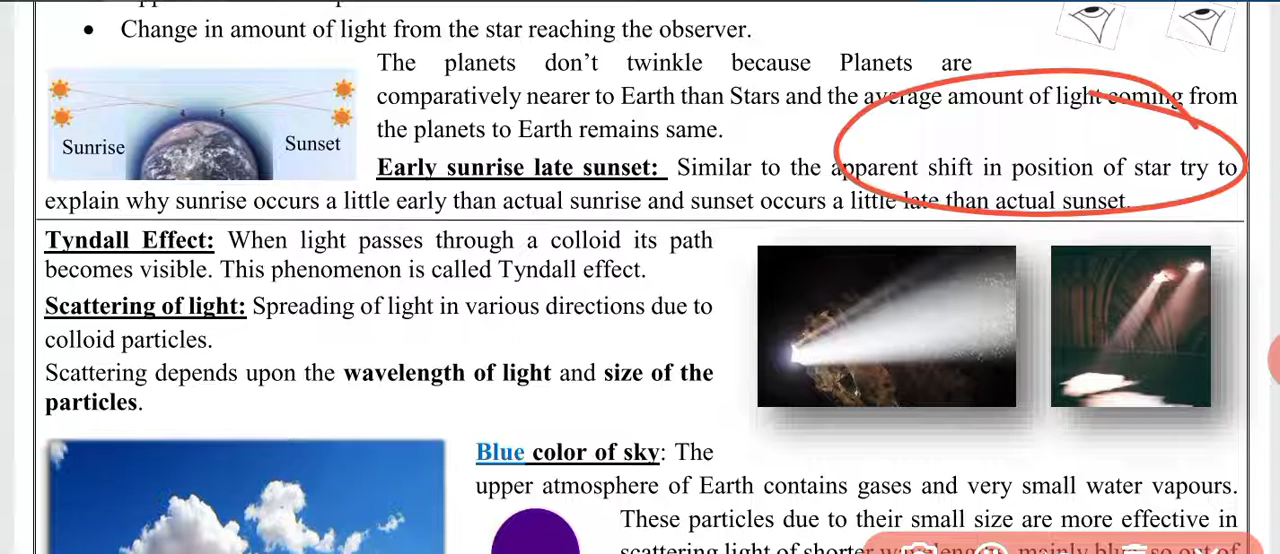 • Change in amount of light from the star reaching the observer.
The planets don’t twinkle because Planets are
comparatively nearer to Earth than Stars and the average amount of light coming from
the planets to Earth remains same.
Sunrise
Sunset
Early sunrise late sunset: Similar to the apparent shift in position of star try to
explain why sunrise occurs a little early than actual sunrise and sunset occurs a little late than actual sunset.
Tyndall Effect: When light passes through a colloid its path
becomes visible. This phenomenon is called Tyndall effect.
Scattering of light: Spreading of light in various directions due to
colloid particles.
Scattering depends upon the wavelength of light and size of the
particles.
Blue color of sky: The
upper atmosphere of Earth contains gases and very small water vapours.
These particles due to their small size are more effective in
scattering light of shorter